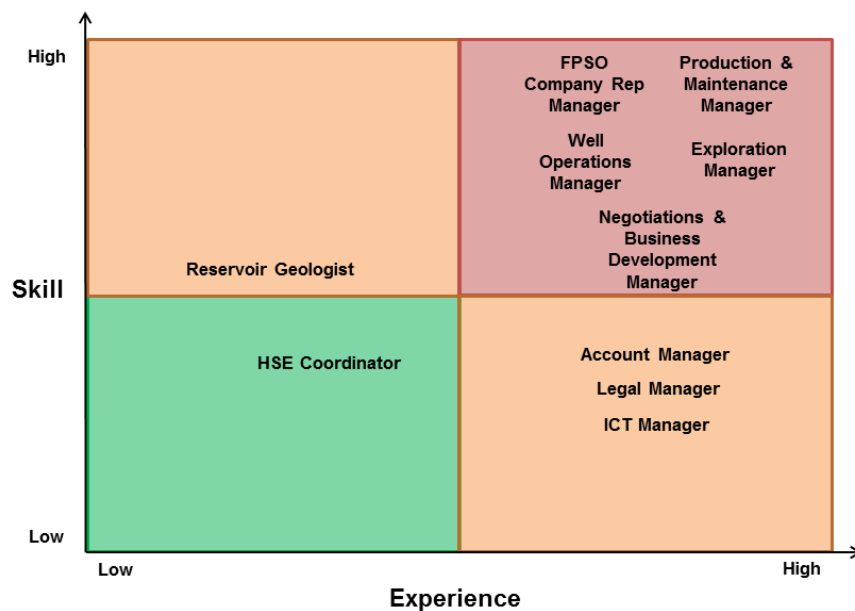 High
FPSO
Company Rep
Manager
Production &
Maintenance
Manager
Well
Operations
Manager
Exploration
Manager
Negotiations &
Business
Development
Manager
Reservoir Geologist
Skill
HSE Coordinator
Account Manager
Legal Manager
ICT Manager
Low
Low
High
Experience